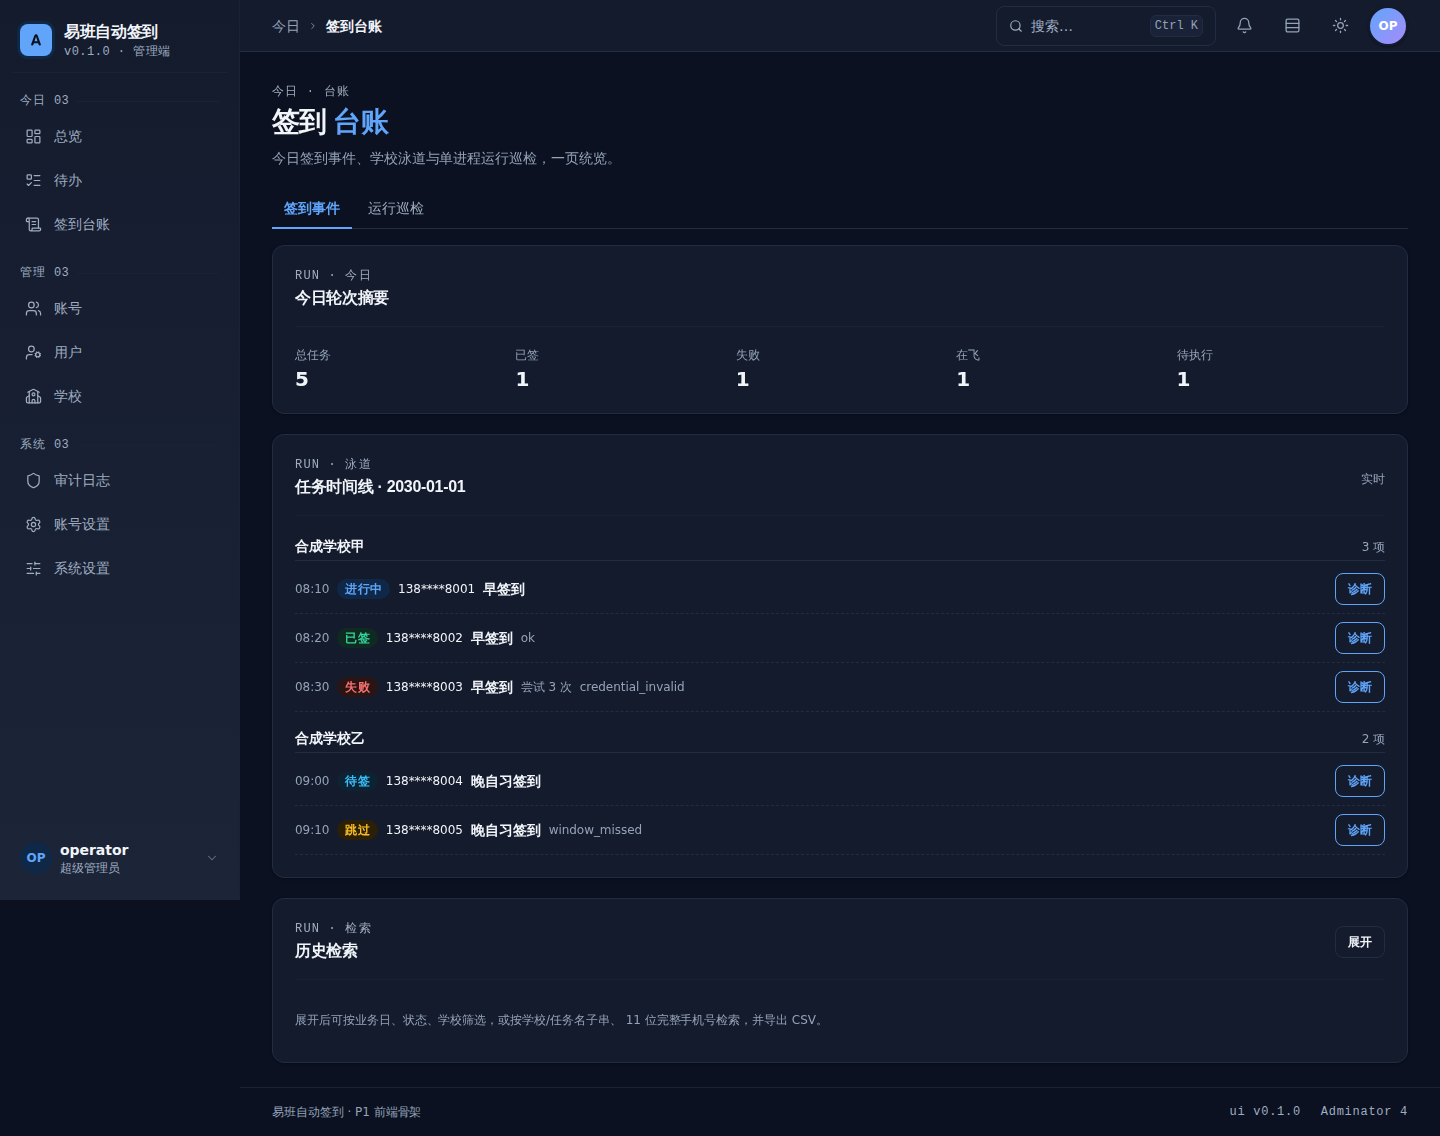 A
易班自动签到
v0.1.0 · 管理端
今日 03
总览
待办
签到台账
管理 03
账号
用户
学校
系统 03
审计日志
账号设置
系统设置
OP
operator
超级管理员
今日 › 签到台账
搜索… Ctrl K
OP
今日 · 台账
签到 台账
今日签到事件、学校泳道与单进程运行巡检，一页统览。
签到事件 运行巡检
RUN · 今日
今日轮次摘要
总任务 已签 失败 在飞 待执行
5 1 1 1 1
RUN · 泳道
任务时间线 · 2030-01-01
实时
合成学校甲 3 项
08:10 进行中 138****8001 早签到 诊断
08:20 已签 138****8002 早签到 ok 诊断
08:30 失败 138****8003 早签到 尝试 3 次 credential_invalid 诊断
合成学校乙 2 项
09:00 待签 138****8004 晚自习签到 诊断
09:10 跳过 138****8005 晚自习签到 window_missed 诊断
RUN · 检索
历史检索
展开
展开后可按业务日、状态、学校筛选，或按学校/任务名子串、 11 位完整手机号检索，并导出 CSV。
易班自动签到 · P1 前端骨架
ui v0.1.0 Adminator 4